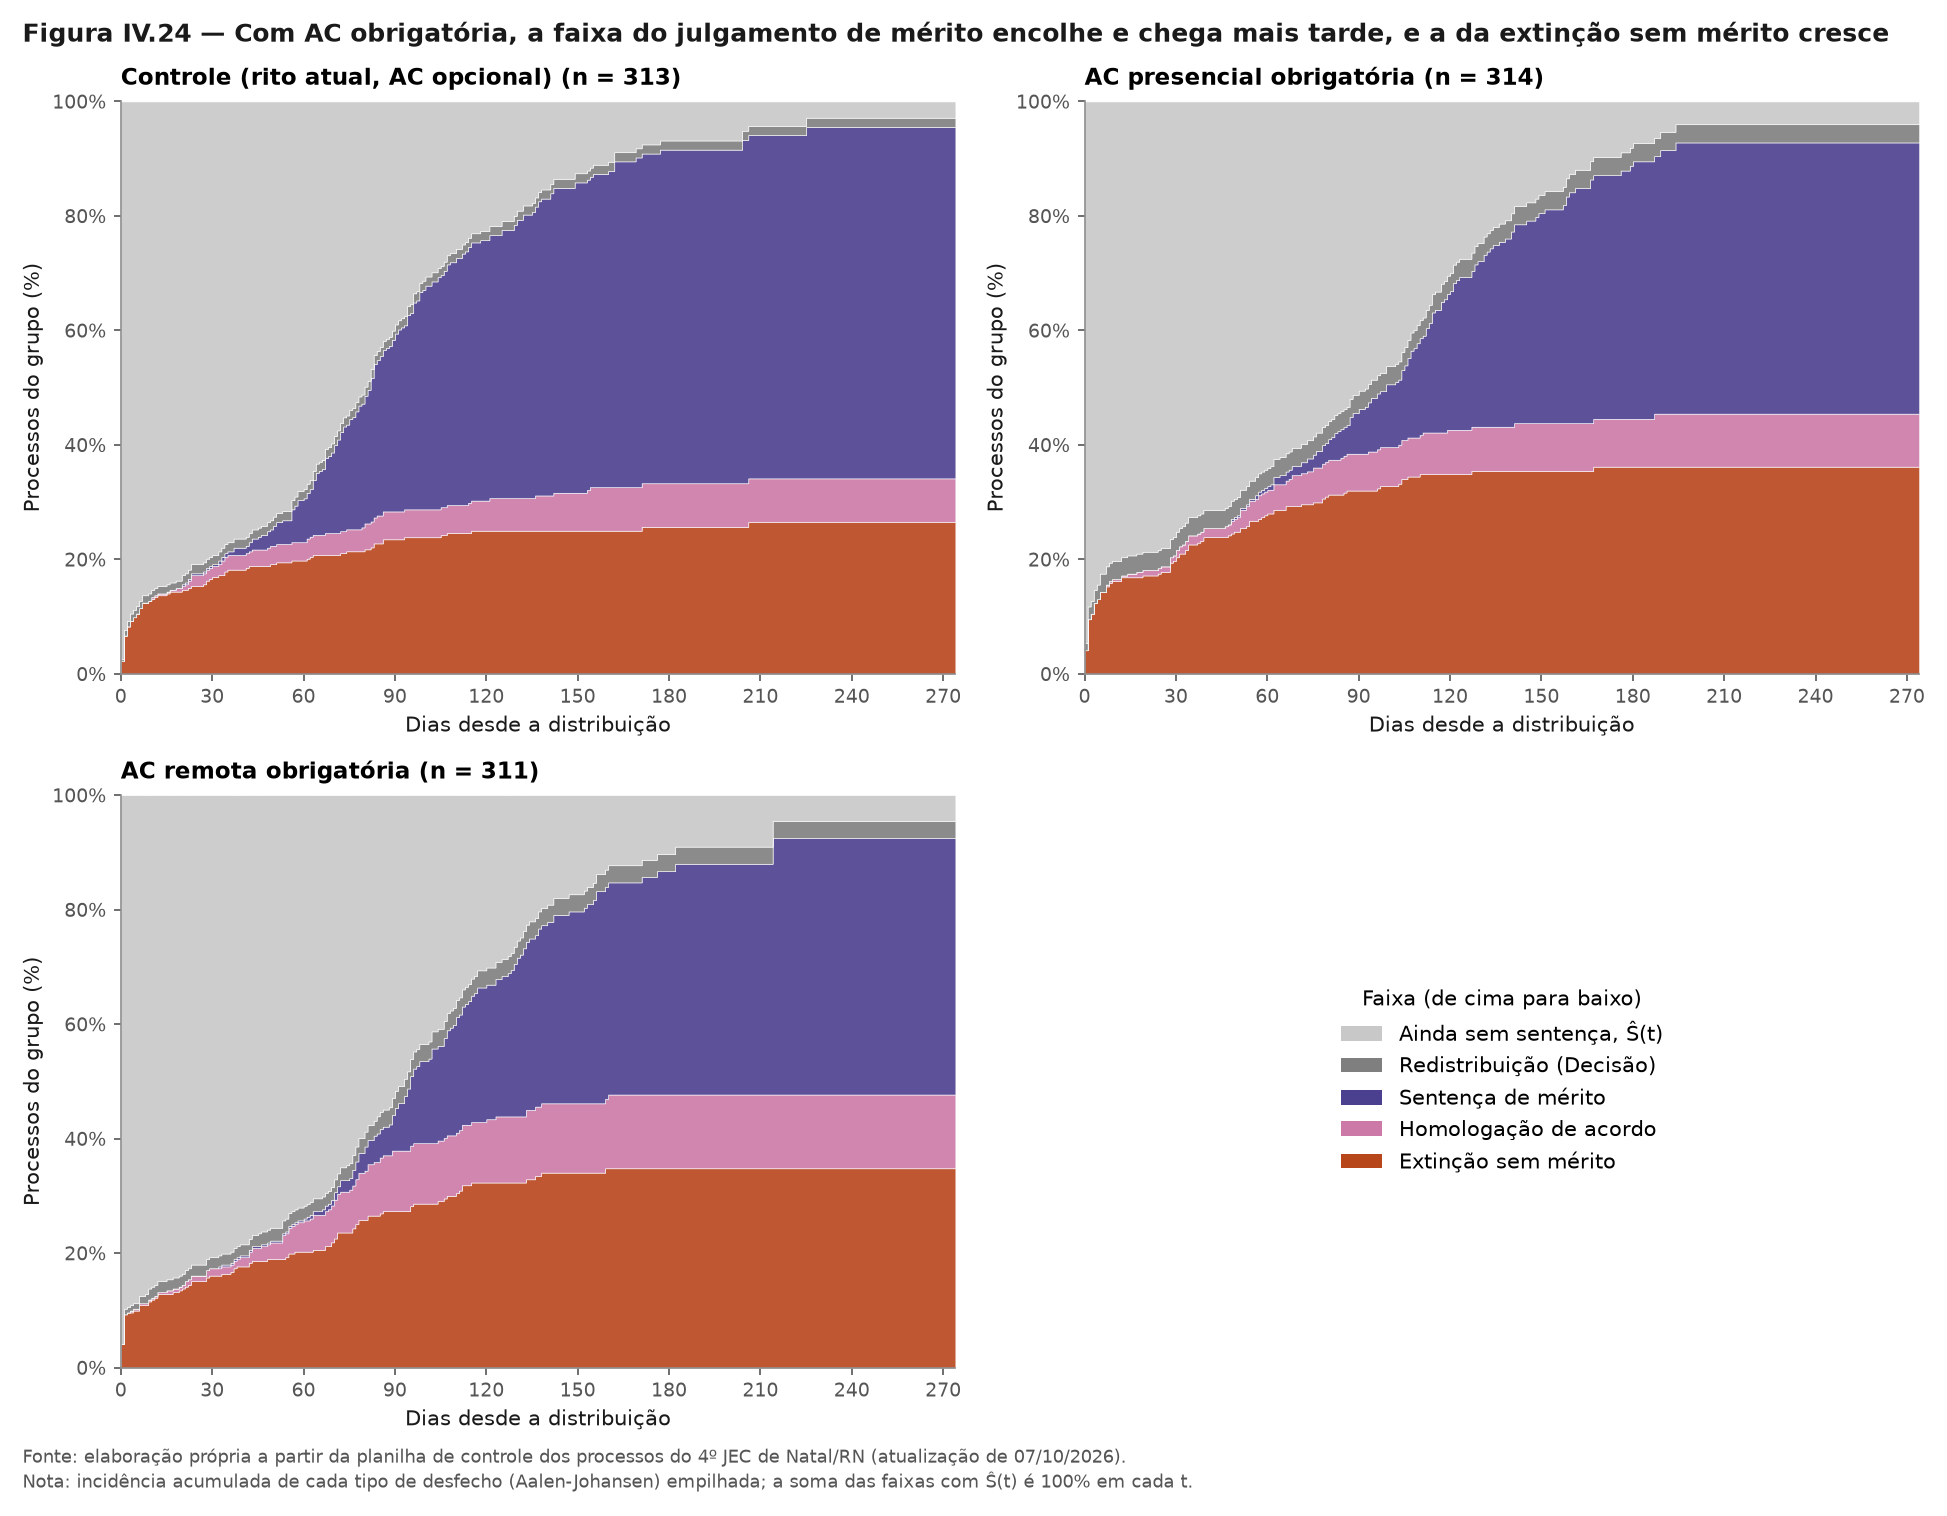 Figura IV.24 — Com AC obrigatória, a faixa do julgamento de mérito encolhe e chega mais tarde, e a da extinção sem mérito cresce
Controle (rito atual, AC opcional) (n = 313)
100%
80%
60%
40%
20%
0%
Processos do grupo (%)
0 30 60 90 120 150 180 210 240 270
Dias desde a distribuição
AC presencial obrigatória (n = 314)
100%
80%
60%
40%
20%
0%
Processos do grupo (%)
0 30 60 90 120 150 180 210 240 270
Dias desde a distribuição
AC remota obrigatória (n = 311)
100%
80%
60%
40%
20%
0%
Processos do grupo (%)
0 30 60 90 120 150 180 210 240 270
Dias desde a distribuição
Faixa (de cima para baixo)
Ainda sem sentença, Ŝ(t)
Redistribuição (Decisão)
Sentença de mérito
Homologação de acordo
Extinção sem mérito
Fonte: elaboração própria a partir da planilha de controle dos processos do 4º JEC de Natal/RN (atualização de 07/10/2026).
Nota: incidência acumulada de cada tipo de desfecho (Aalen-Johansen) empilhada; a soma das faixas com Ŝ(t) é 100% em cada t.